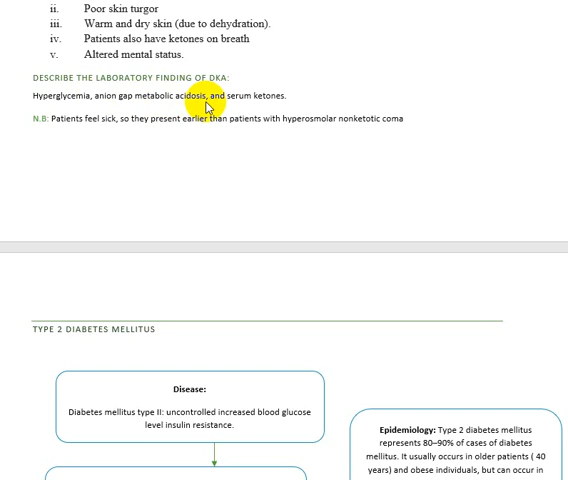 ii. Poor skin turgor
iii. Warm and dry skin (due to dehydration).
iv. Patients also have ketones on breath
v. Altered mental status.
DESCRIBE THE LABORATORY FINDING OF DKA:
Hyperglycemia, anion gap metabolic acidosis, and serum ketones.
N.B: Patients feel sick, so they present earlier than patients with hyperosmolar nonketotic coma
TYPE 2 DIABETES MELLITUS
Disease:
Diabetes mellitus type II: uncontrolled increased blood glucose
level insulin resistance.
Epidemiology: Type 2 diabetes mellitus
represents 80–90% of cases of diabetes
mellitus. It usually occurs in older patients ( 40
years) and obese individuals, but can occur in